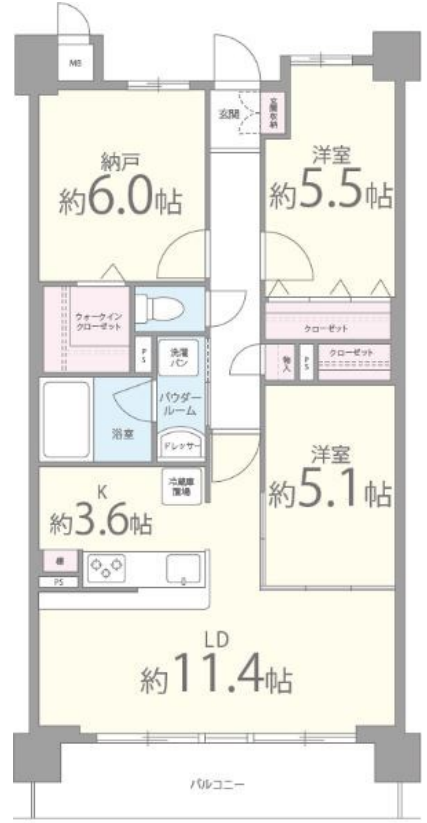 MB
玄関
玄関収納
納戸
約6.0帖
洋室
約5.5帖
ウォークイン
クローゼット
PS
洗濯
パン
クローゼット
物入
PS
クローゼット
パウダー
ルーム
浴室
ドレッサー
K
約3.6帖
冷蔵庫
置場
洋室
約5.1帖
棚
PS
LD
約11.4帖
バルコニー